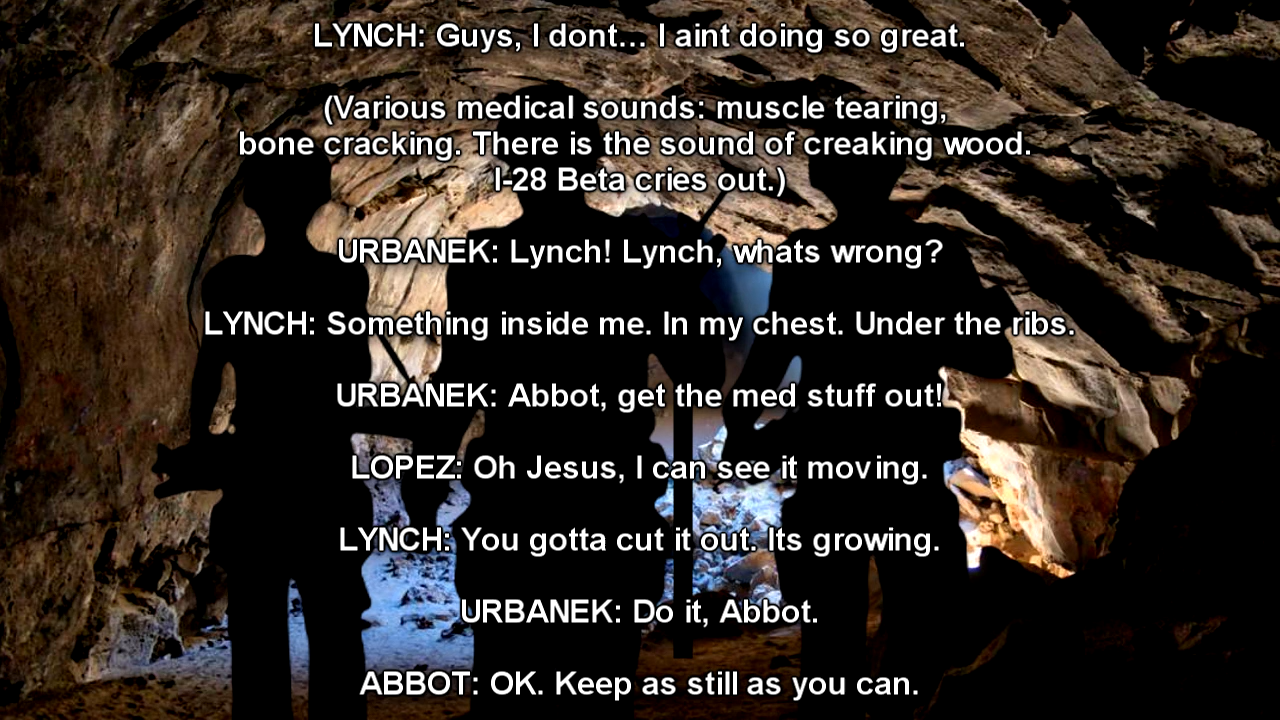 LYNCH: Guys, I dont... I aint doing so great.
(Various medical sounds: muscle tearing,
bone cracking. There is the sound of creaking wood.
I-28 Beta cries out.)
URBANEK: Lynch! Lynch, whats wrong?
LYNCH: Something inside me. In my chest. Under the ribs.
URBANEK: Abbot, get the med stuff out!
LOPEZ: Oh Jesus, I can see it moving.
LYNCH: You gotta cut it out. Its growing.
URBANEK: Do it, Abbot.
ABBOT: OK. Keep as still as you can.